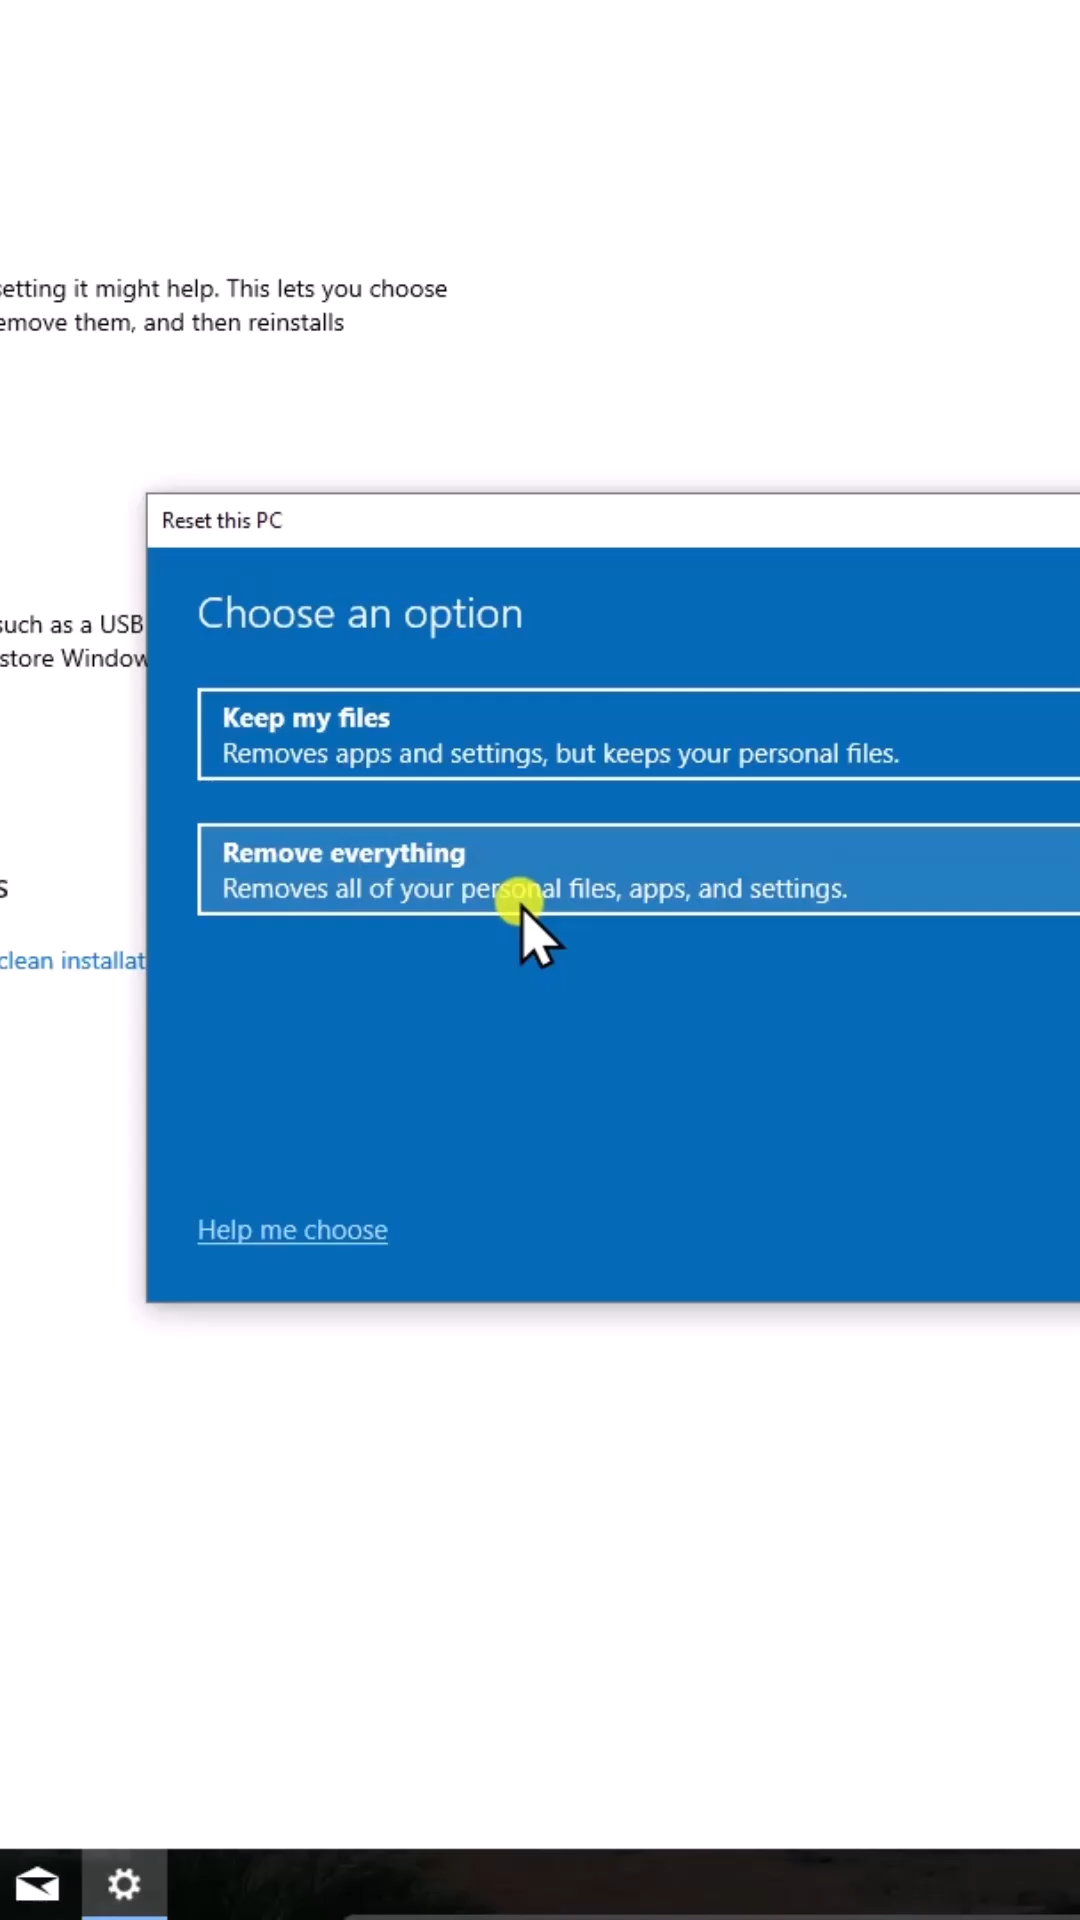 etting it might help. This lets you choose
emove them, and then reinstalls
Reset this PC
Choose an option
such as a USB
store Window
Keep my files
Removes apps and settings, but keeps your personal files.
Remove everything
Removes all of your personal files, apps, and settings.
s
clean installat
Help me choose